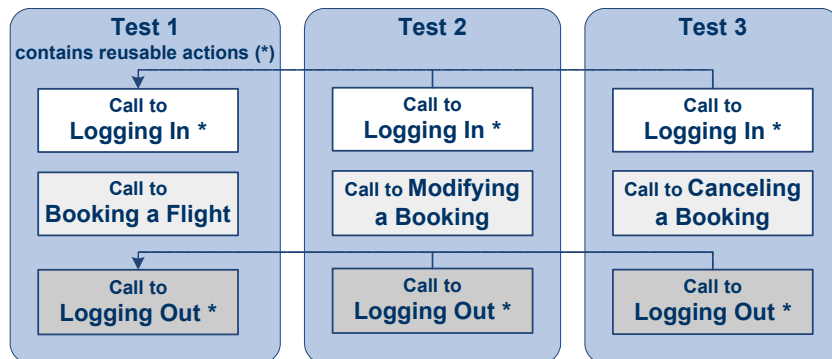 Test 1
contains reusable actions (*)
Call to
Logging In *
Call to
Booking a Flight
Call to
Logging Out *
Test 2
Call to
Logging In *
Call to Modifying
a Booking
Call to
Logging Out *
Test 3
Call to
Logging In *
Call to Canceling
a Booking
Call to
Logging Out *